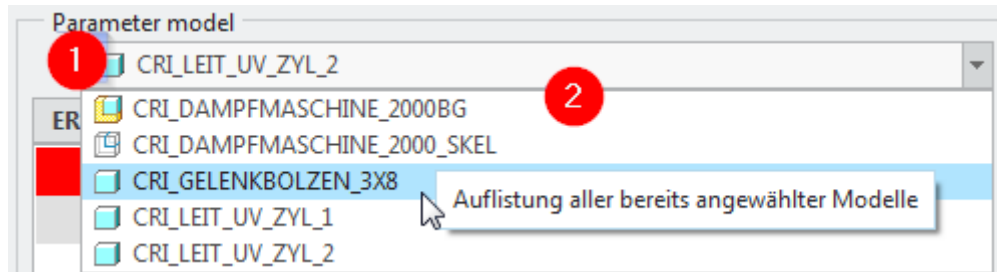 Parameter model
1
CRI_LEIT_UV_ZYL_2
2
ER
CRI_DAMPFMASCHINE_2000BG
CRI_DAMPFMASCHINE_2000_SKEL
CRI_GELENKBOLZEN_3X8
Auflistung aller bereits angewählter Modelle
CRI_LEIT_UV_ZYL_1
CRI_LEIT_UV_ZYL_2